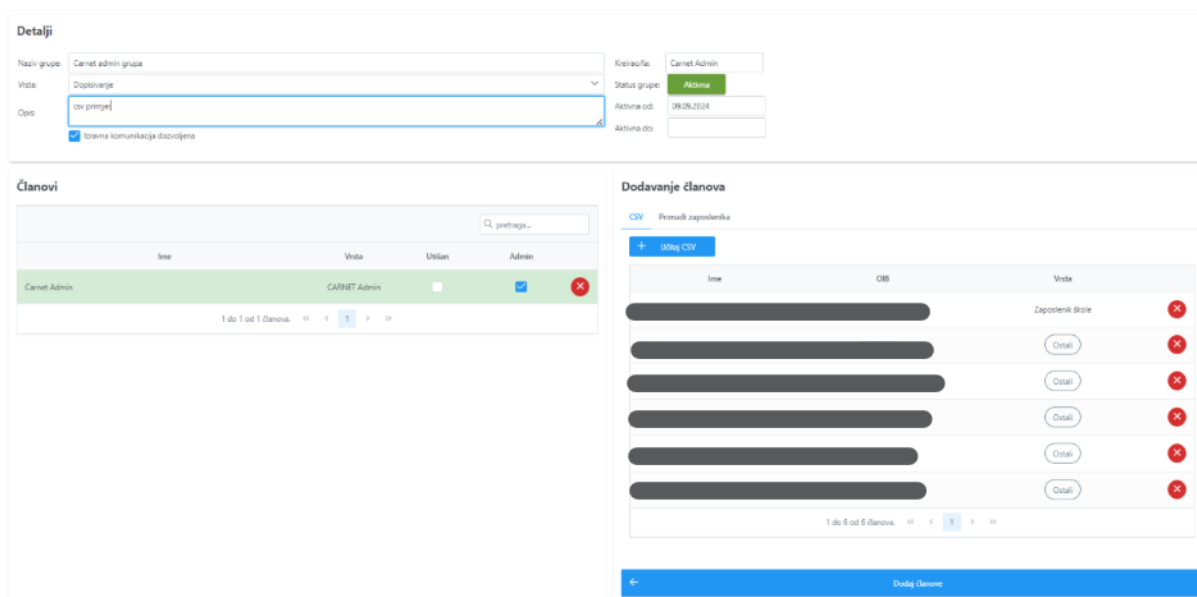 Detalji
Naziv grupe: Carnet admin grupa
Vrsta: Dopisivanje
Opis: csv primjer
Izravna komunikacija dozvoljena
Kreirao/la: Carnet Admin
Status grupe: Aktivna
Aktivna od: 09.09.2024
Aktivna do:
Članovi
pretraga...
Ime Vrsta Utišan Admin
Carnet Admin CARNET Admin
1 do 1 od 1 članova. « < 1 > »
Dodavanje članova
CSV Pronađi zaposlenika
+ Učitaj CSV
Ime OIB Vrsta
Zaposlenik škole
Ostali
Ostali
Ostali
Ostali
Ostali
1 do 6 od 6 članova. « < 1 > »
← Dodaj članove